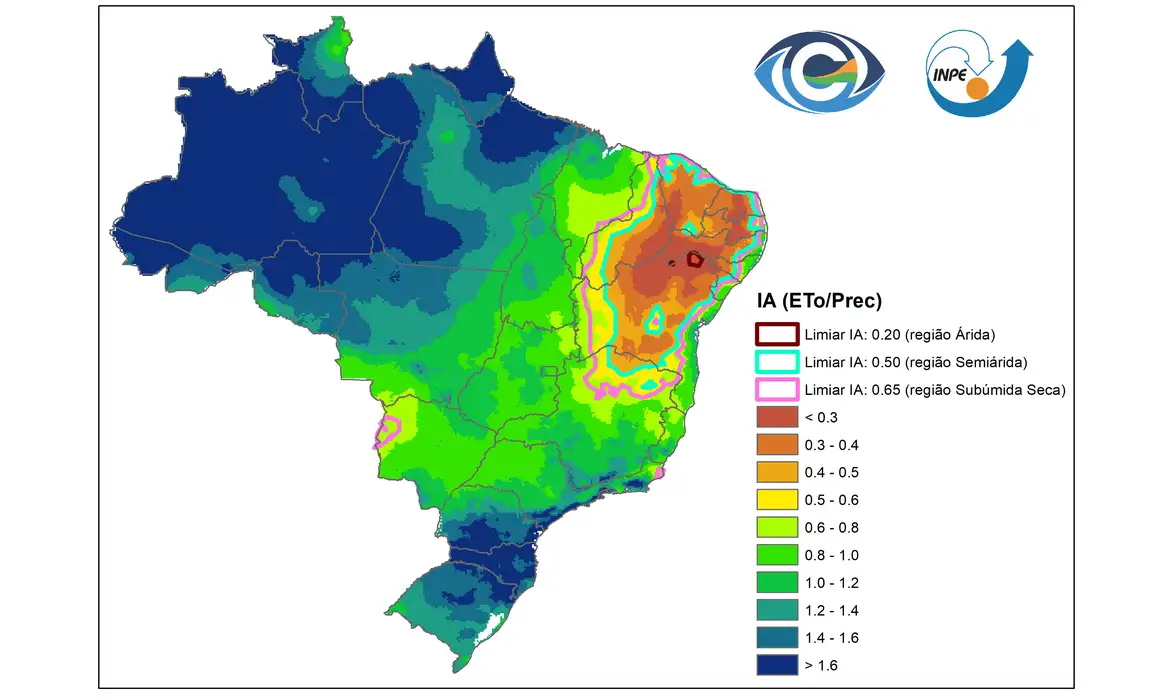 INPE
IA (ETo/Prec)
Limiar IA: 0.20 (região Árida)
Limiar IA: 0.50 (região Semiárida)
Limiar IA: 0.65 (região Subúmida Seca)
< 0.3
0.3 - 0.4
0.4 - 0.5
0.5 - 0.6
0.6 - 0.8
0.8 - 1.0
1.0 - 1.2
1.2 - 1.4
1.4 - 1.6
> 1.6